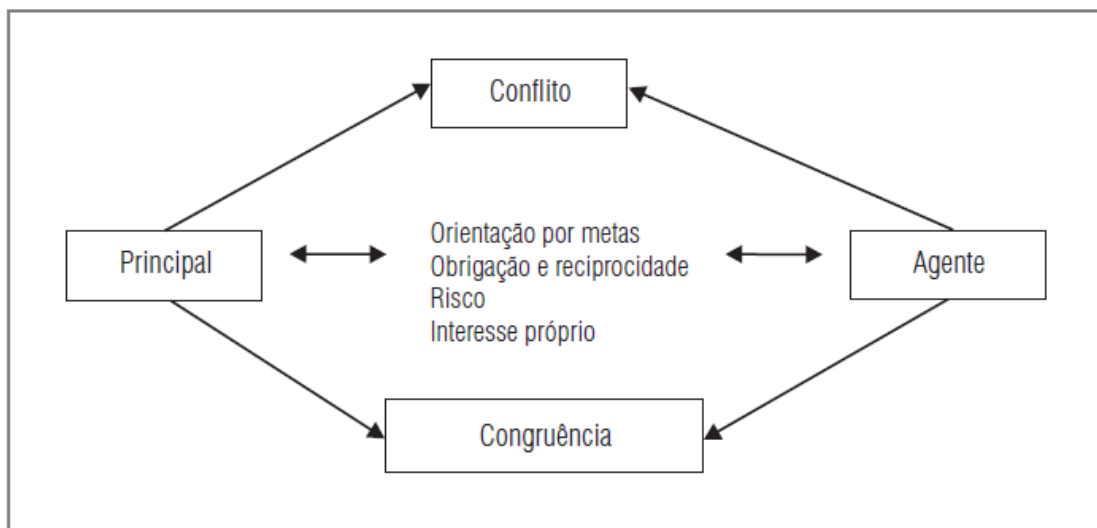 Conflito
Principal
Orientação por metas
Obrigação e reciprocidade
Risco
Interesse próprio
Agente
Congruência